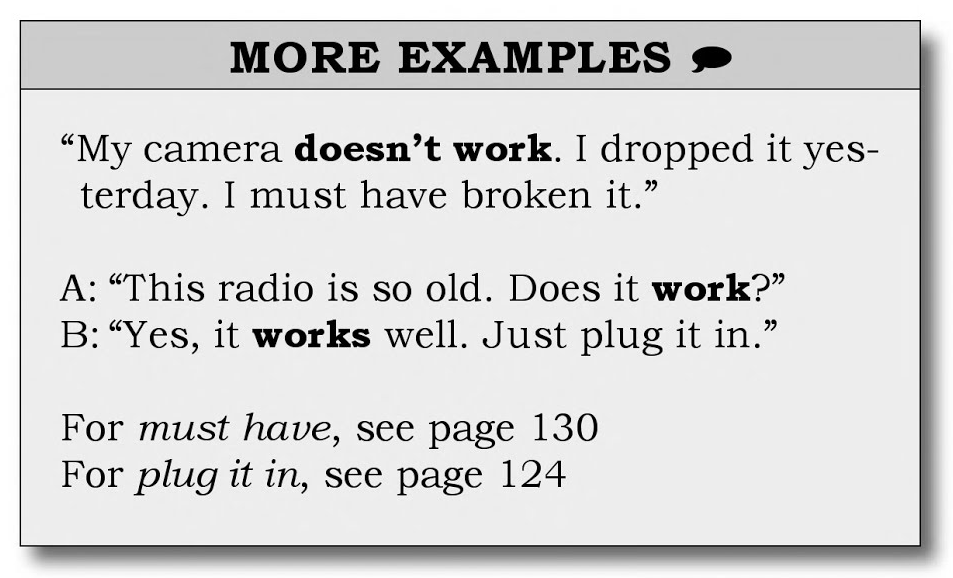 MORE EXAMPLES
“My camera doesn’t work. I dropped it yes-
terday. I must have broken it.”
A: “This radio is so old. Does it work?”
B: “Yes, it works well. Just plug it in.”
For must have, see page 130
For plug it in, see page 124